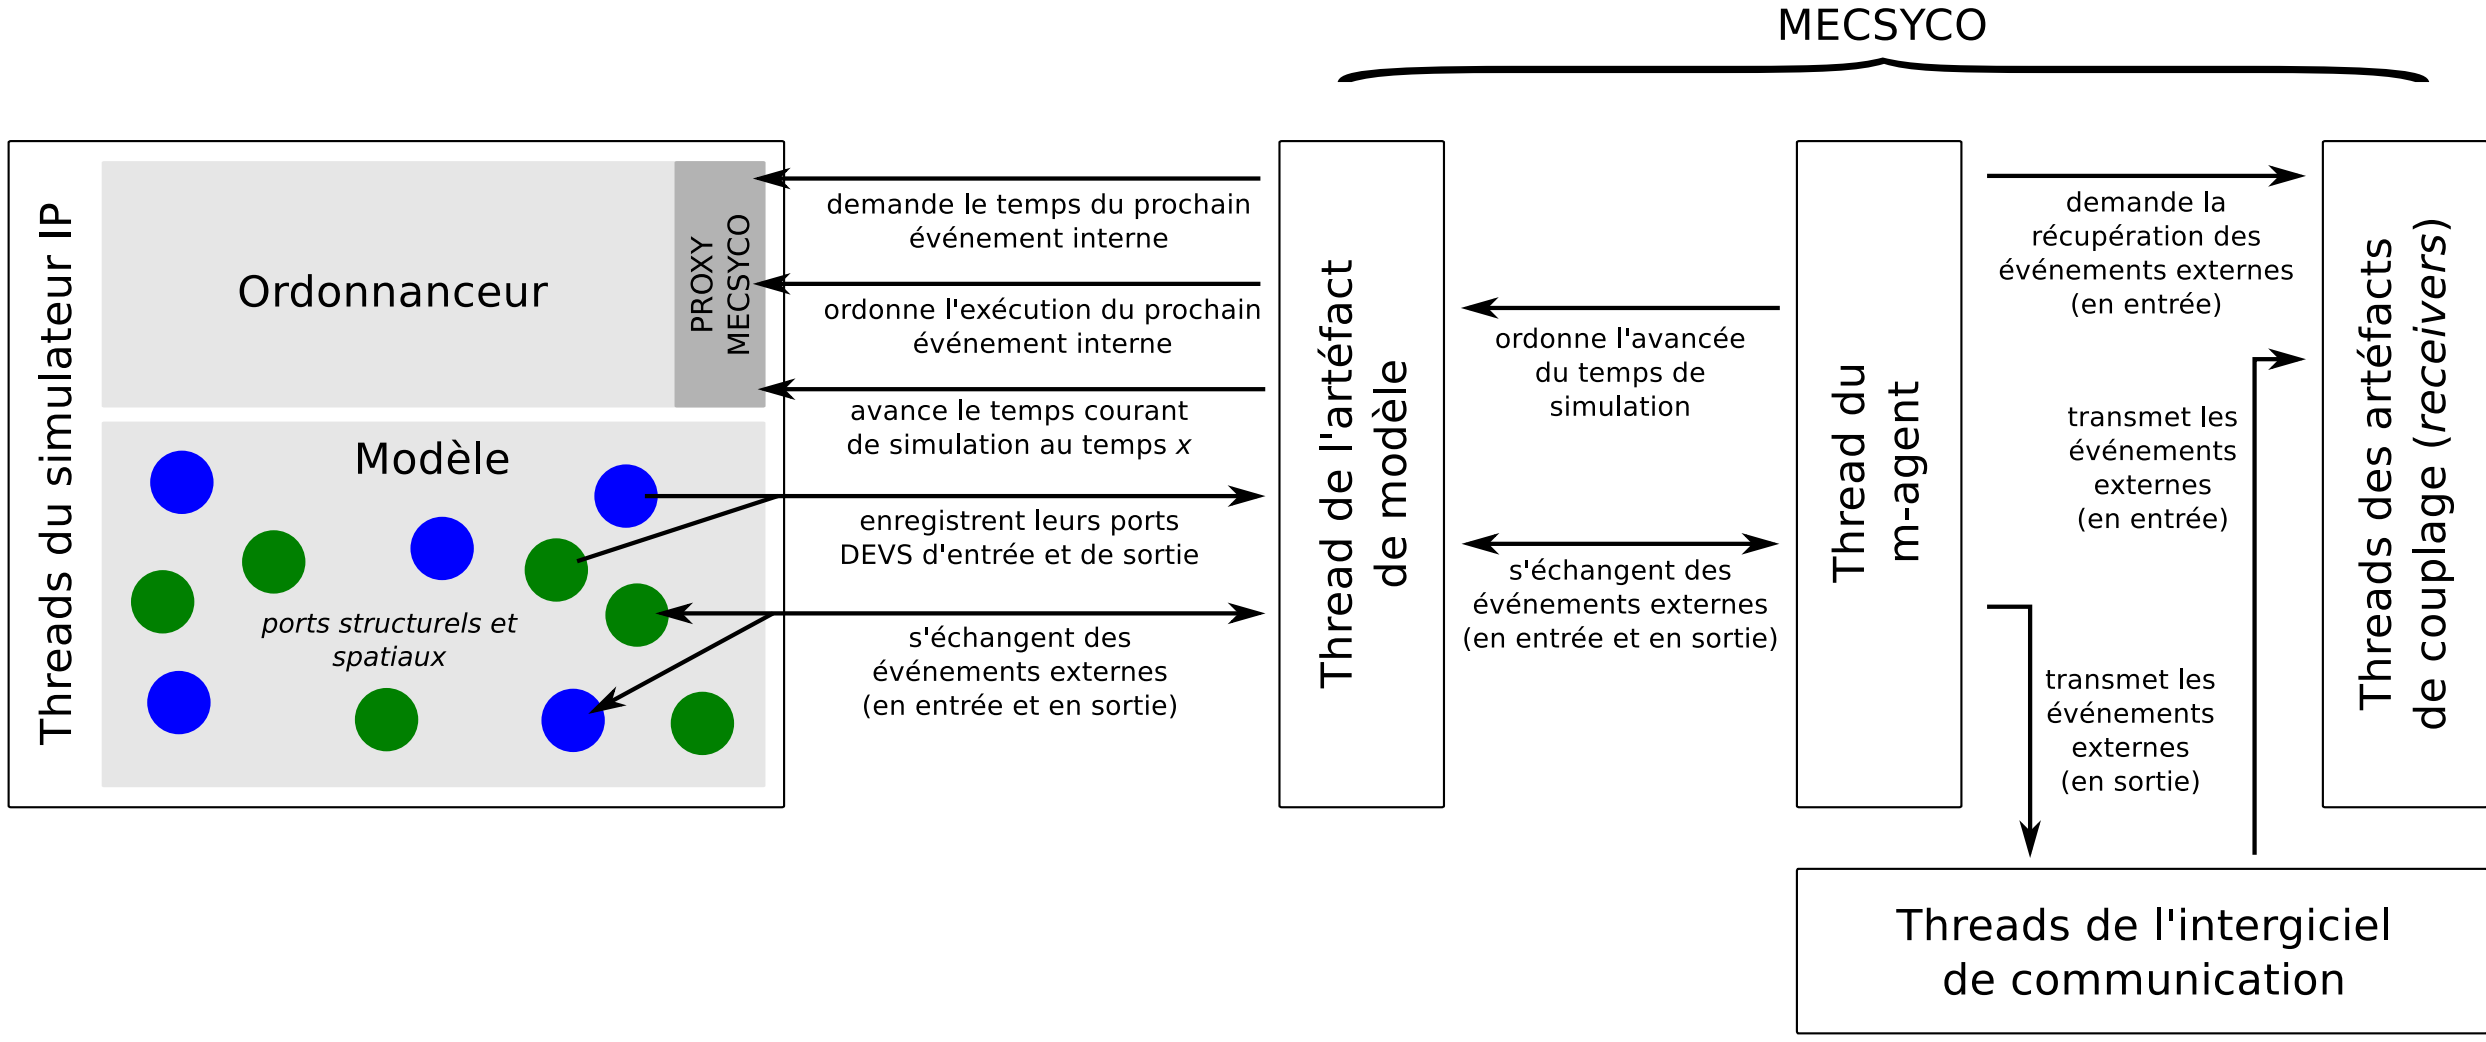 MECSYCO
Threads du simulateur IP
Ordonnanceur
PROXY
MECSYCO
Modèle
ports structurels et
spatiaux
demande le temps du prochain
événement interne
ordonne l'exécution du prochain
événement interne
avance le temps courant
de simulation au temps x
enregistrent leurs ports
DEVS d'entrée et de sortie
s'échangent des
événements externes
(en entrée et en sortie)
Thread de l'artéfact
de modèle
ordonne l'avancée
du temps de
simulation
s'échangent des
événements externes
(en entrée et en sortie)
Thread du
m-agent
demande la
récupération des
événements externes
(en entrée)
transmet les
événements
externes
(en entrée)
transmet les
événements
externes
(en sortie)
Threads des artéfacts
de couplage (receivers)
Threads de l'intergiciel
de communication